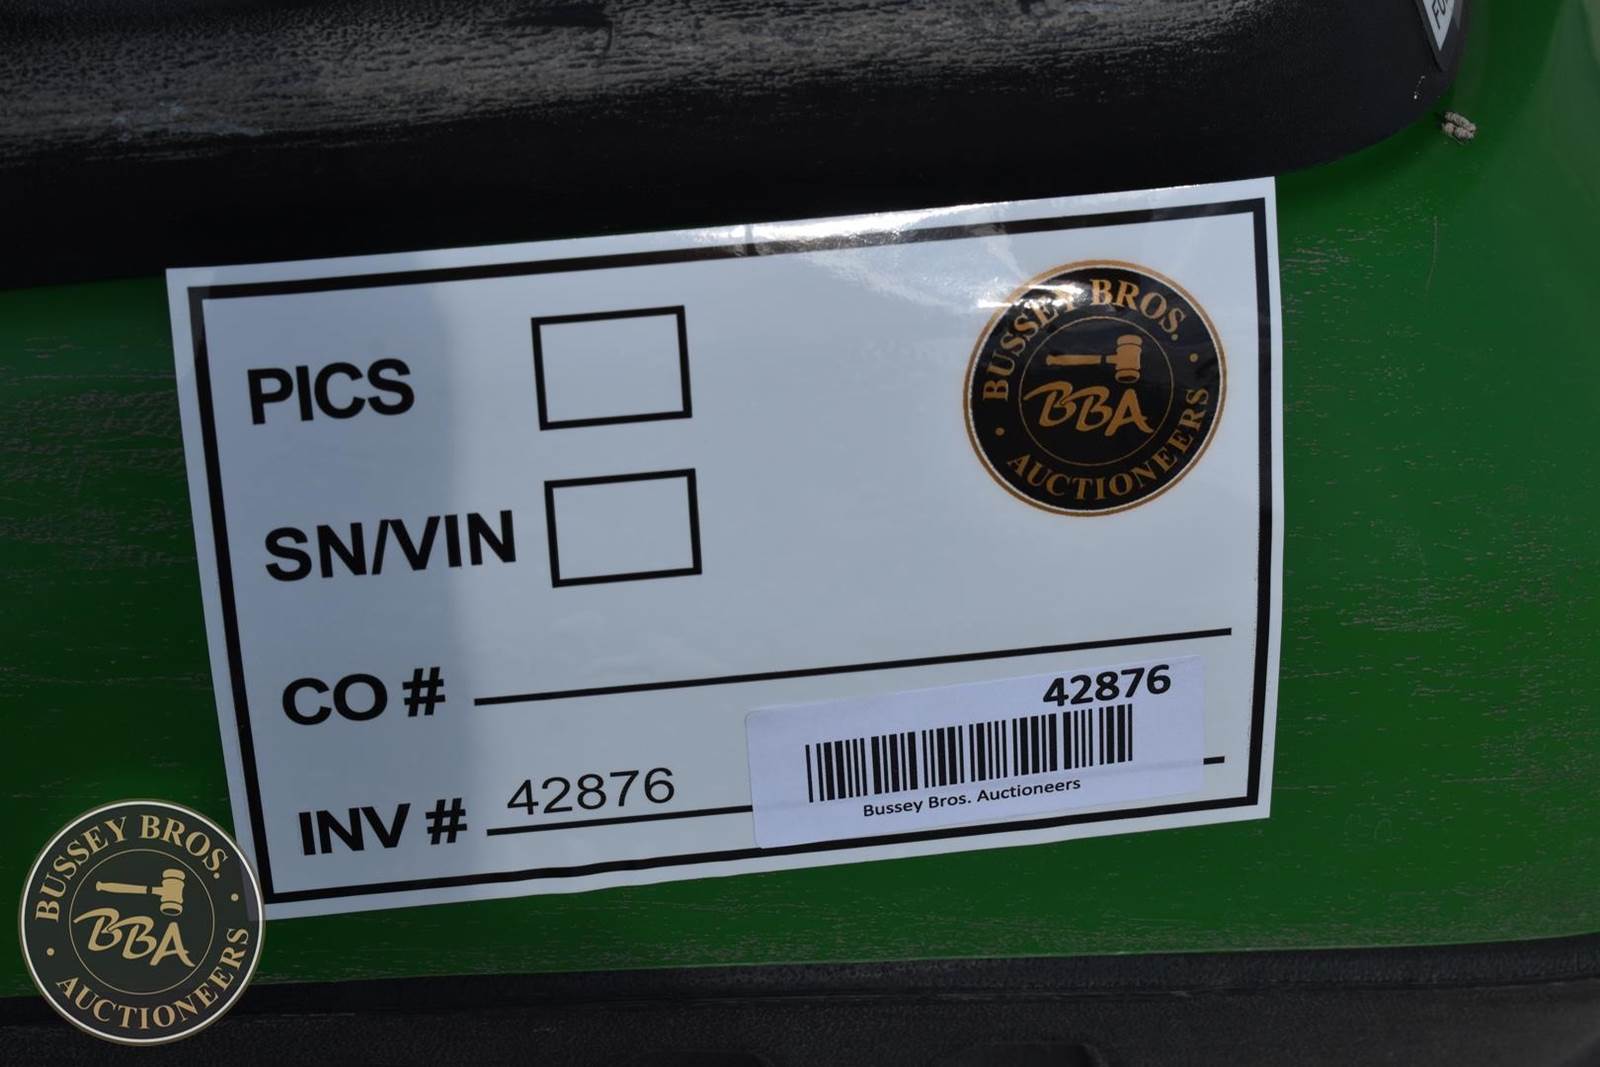 PICS
BUSSEY BROS.
BBA
AUCTIONEERS
SN/VIN
CO #
42876
INV # 42876
Bussey Bros. Auctioneers
BUSSEY BROS.
BBA
AUCTIONEERS